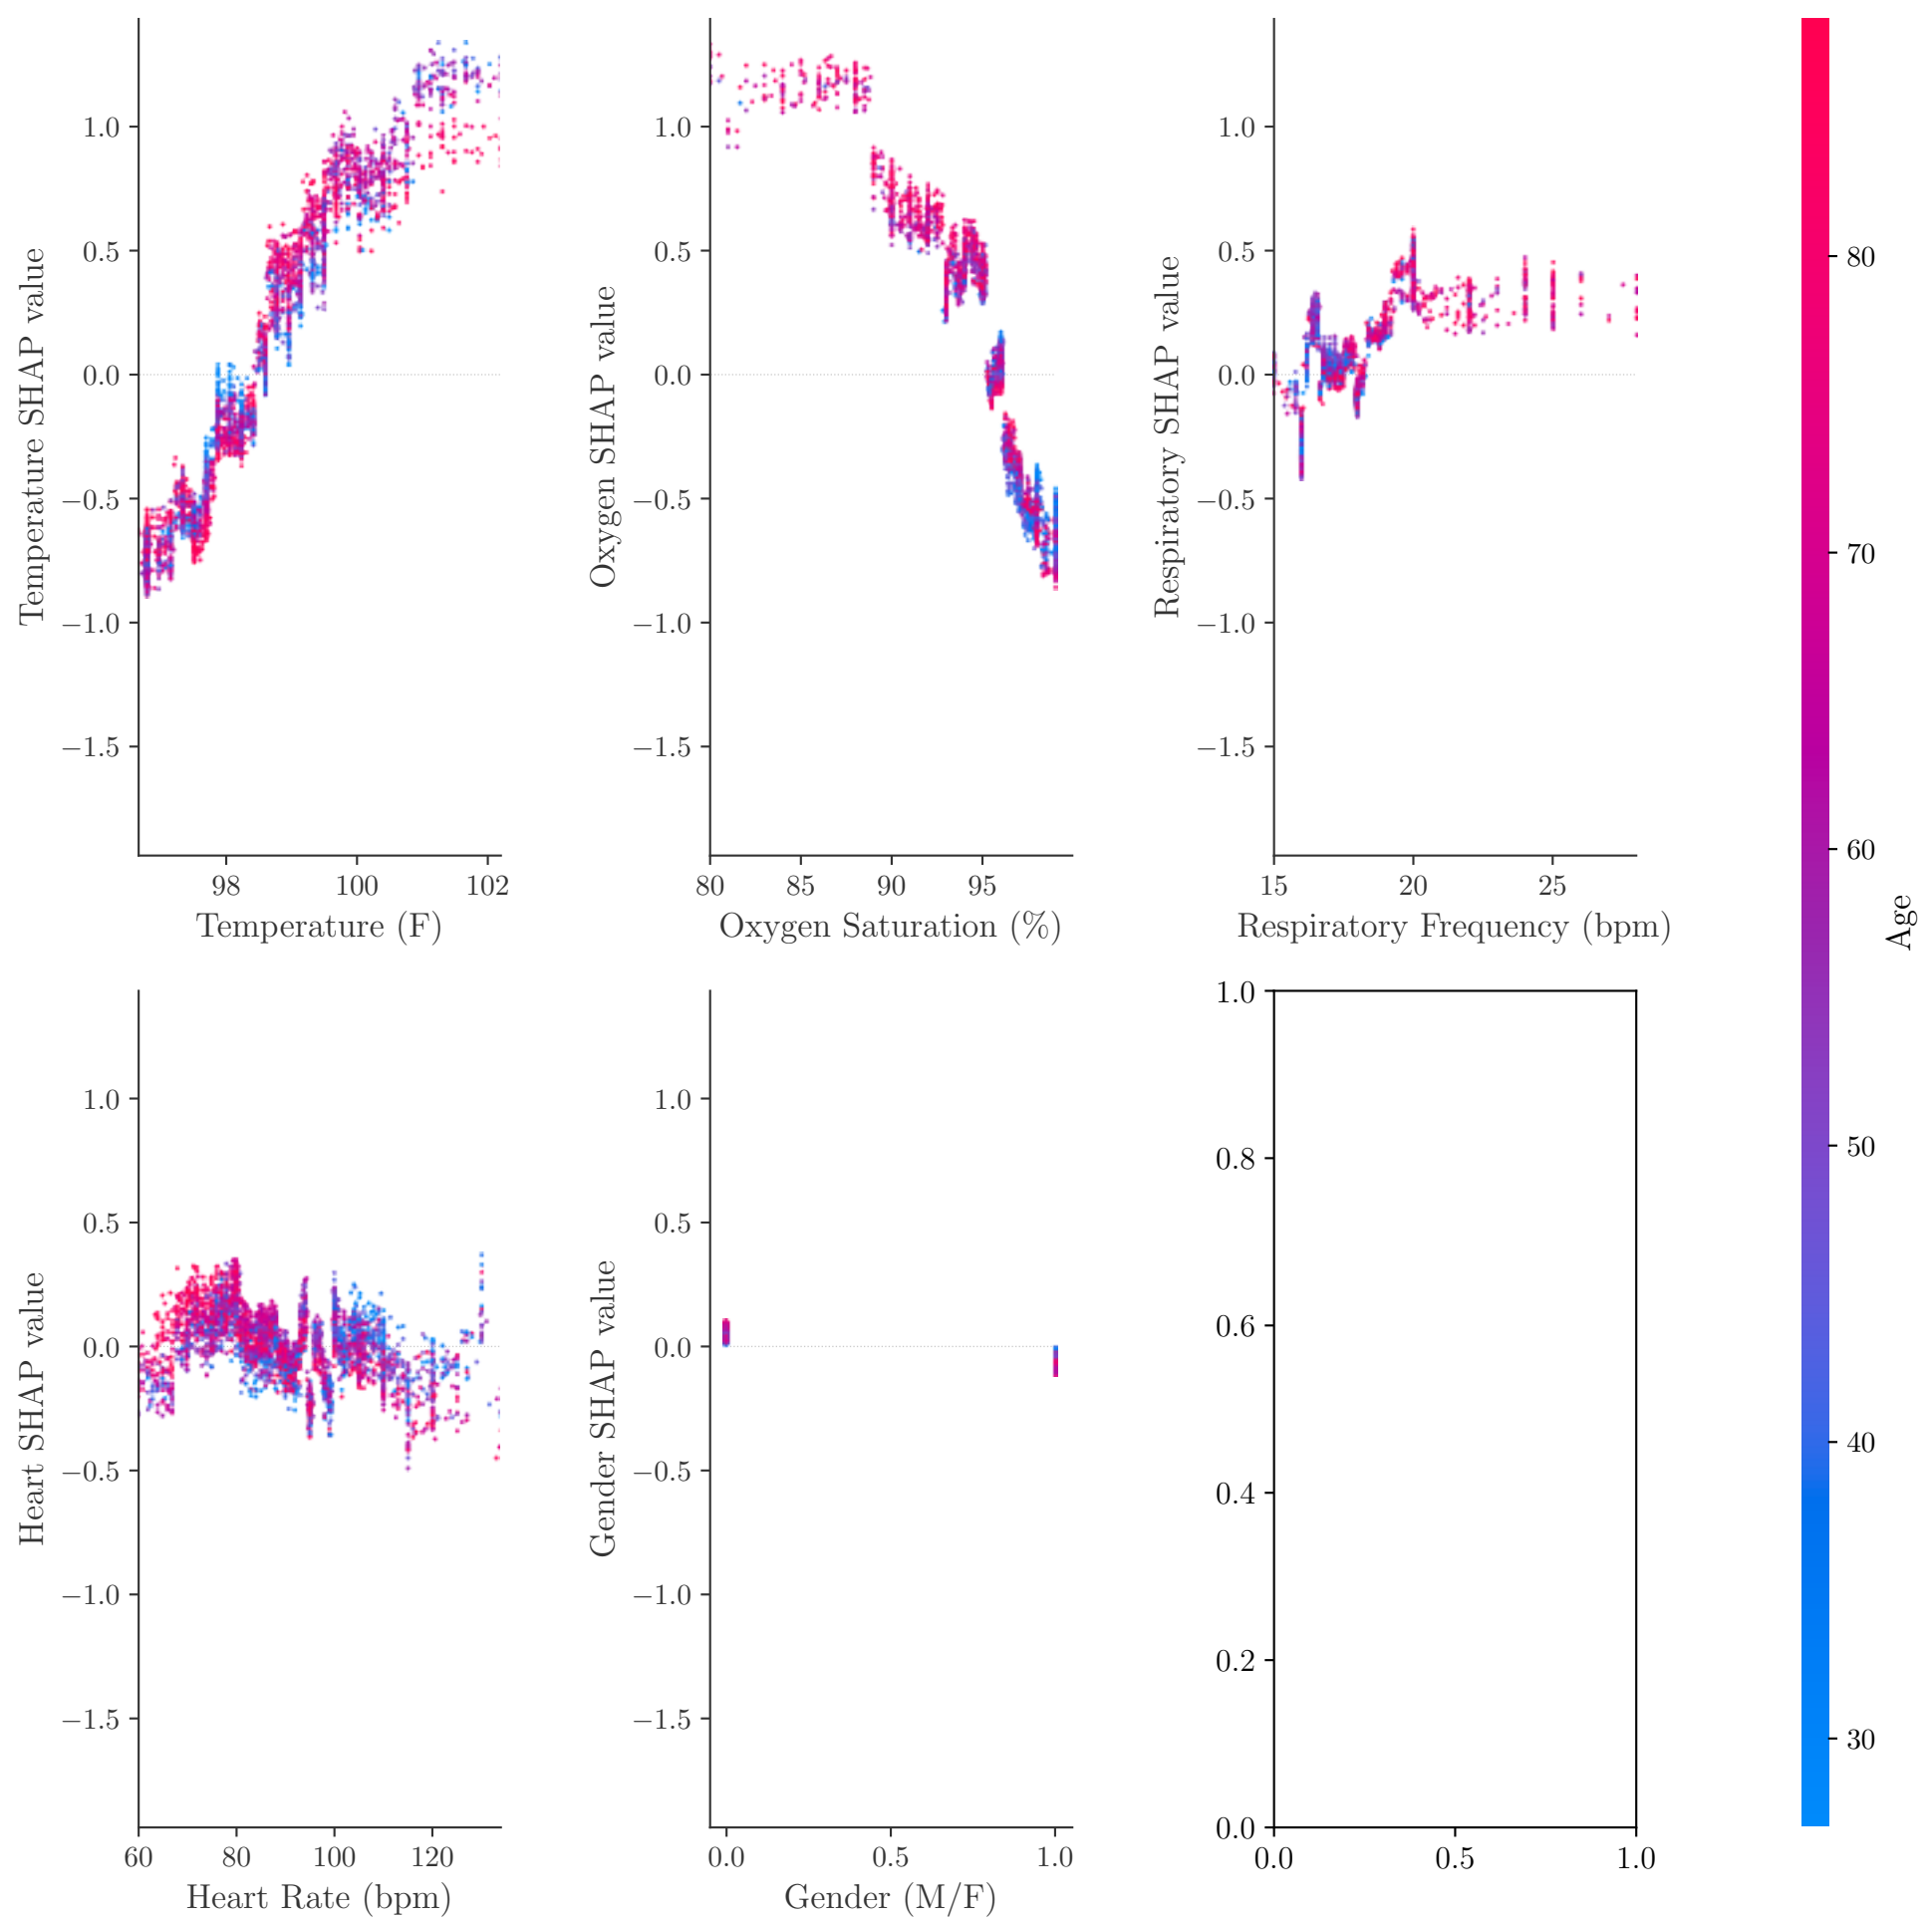 1.0
0.5
0.0
−0.5
−1.0
−1.5
Temperature SHAP value
98 100 102
Temperature (F)
1.0
0.5
0.0
−0.5
−1.0
−1.5
Oxygen SHAP value
80 85 90 95
Oxygen Saturation (%)
1.0
0.5
0.0
−0.5
−1.0
−1.5
Respiratory SHAP value
15 20 25
Respiratory Frequency (bpm)
1.0
0.5
0.0
−0.5
−1.0
−1.5
Heart SHAP value
60 80 100 120
Heart Rate (bpm)
1.0
0.5
0.0
−0.5
−1.0
−1.5
Gender SHAP value
0.0 0.5 1.0
Gender (M/F)
1.0
0.8
0.6
0.4
0.2
0.0
0.0 0.5 1.0
80
70
60
50
40
30
Age